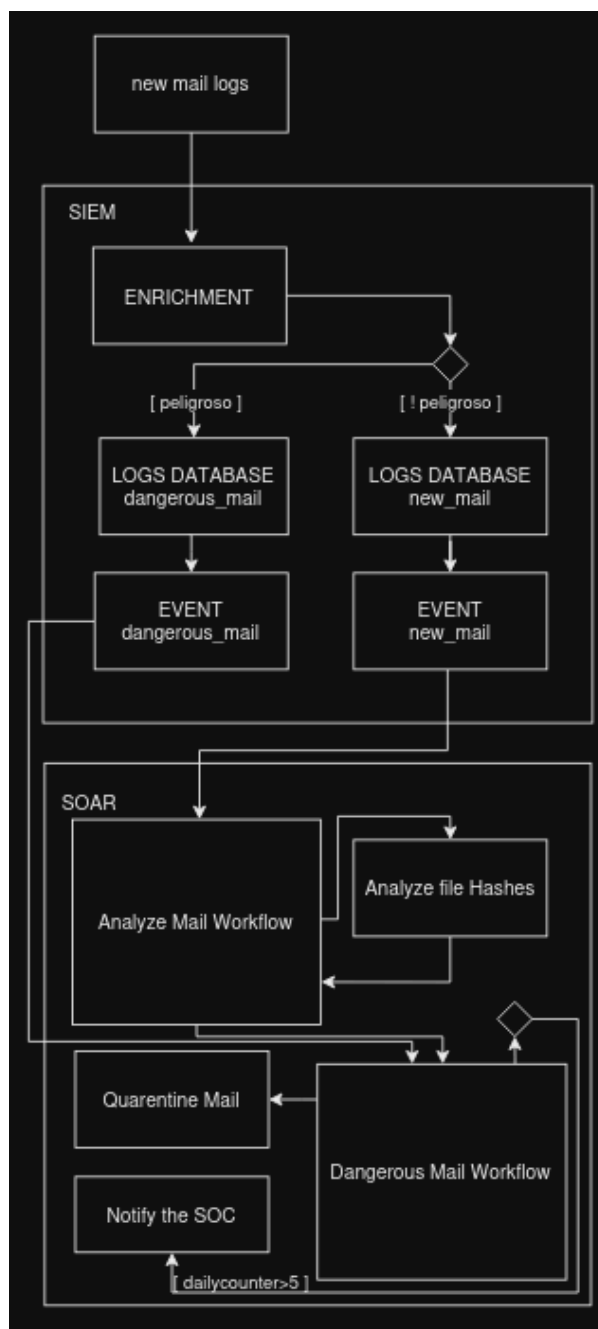 new mail logs
SIEM
ENRICHMENT
[ peligroso ]
[ ! peligroso ]
LOGS DATABASE
dangerous_mail
LOGS DATABASE
new_mail
EVENT
dangerous_mail
EVENT
new_mail
SOAR
Analyze Mail Workflow
Analyze file Hashes
Quarentine Mail
Dangerous Mail Workflow
Notify the SOC
[ dailycounter>5 ]